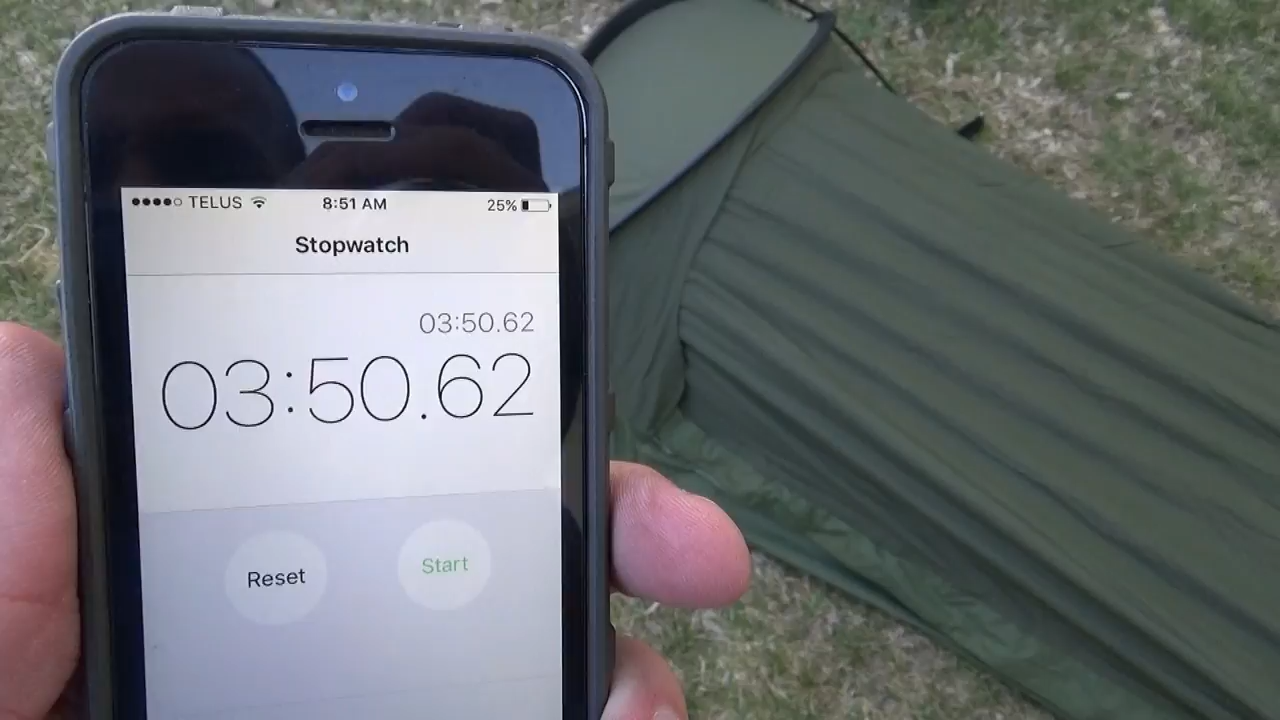 TELUS 8:51 AM 25%
Stopwatch
03:50.62
03:50.62
Reset Start